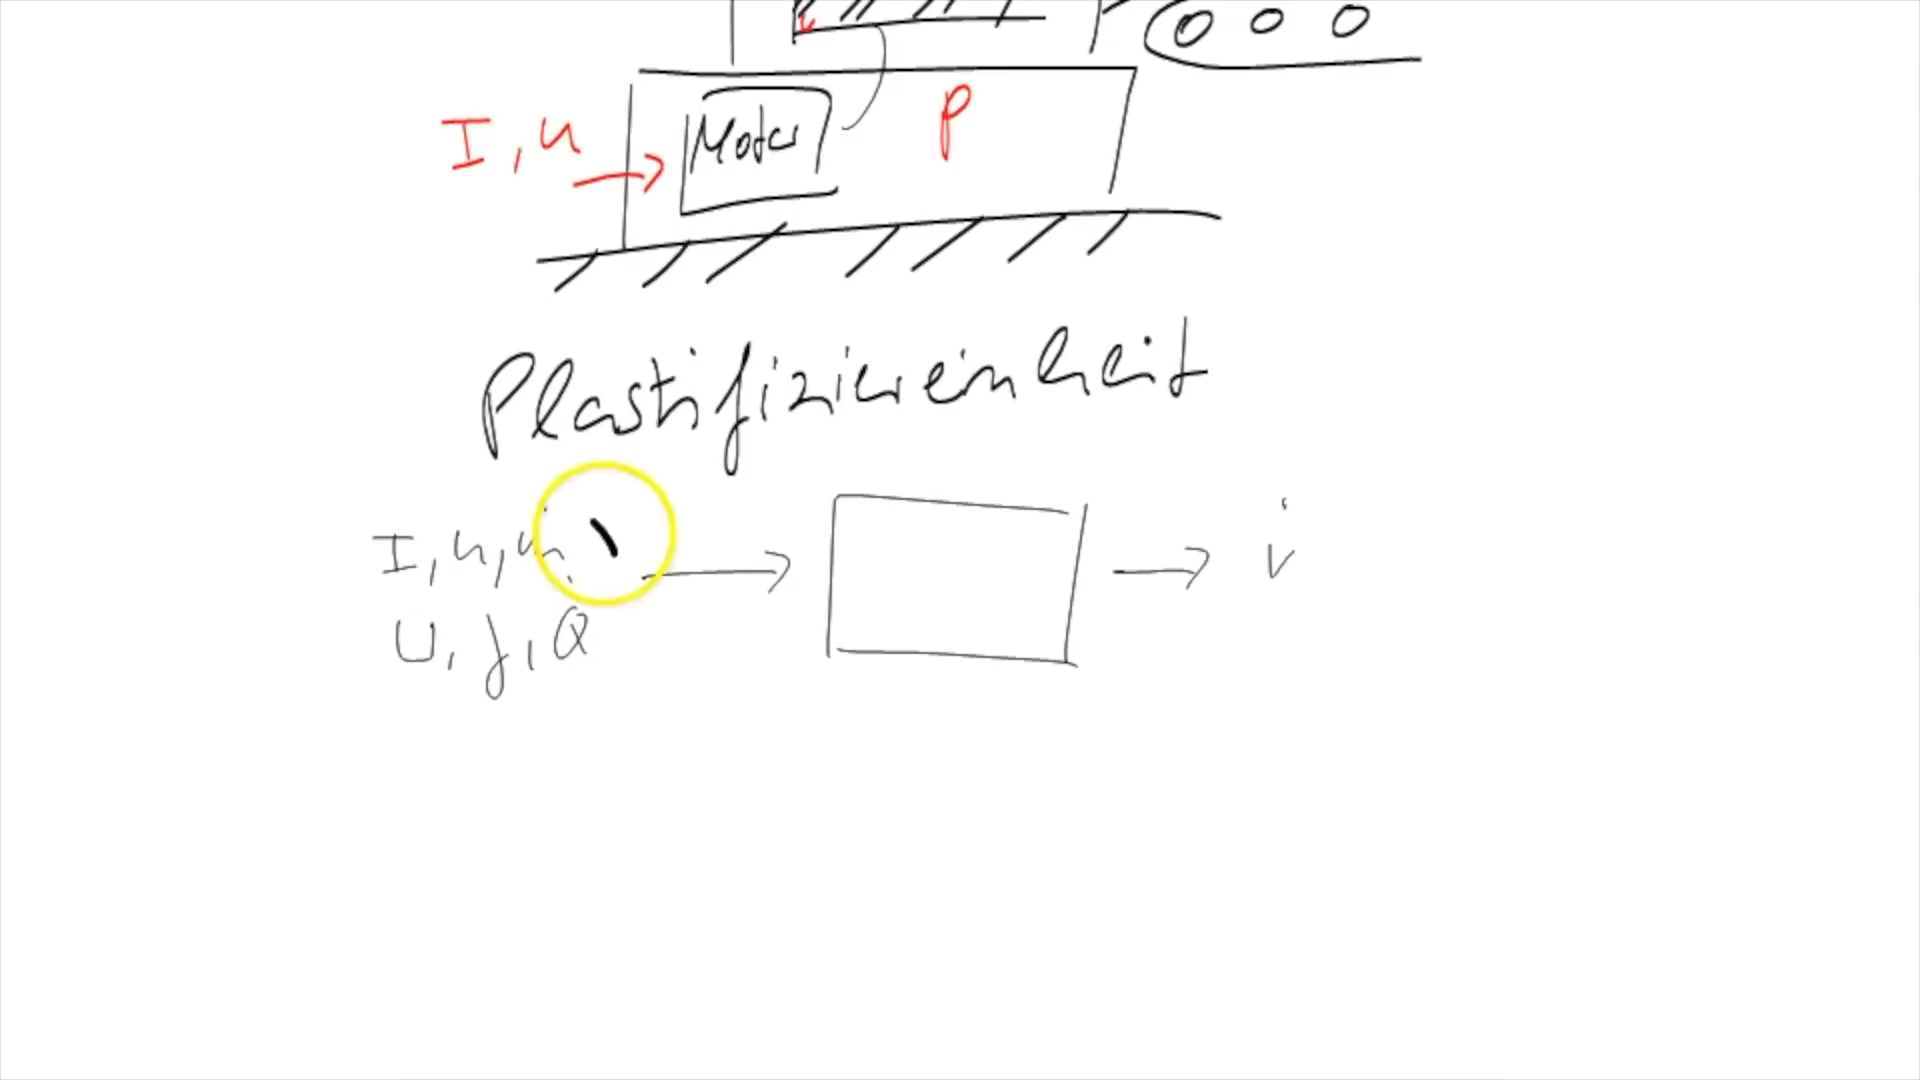 I, n
Motor
P
Plastifiziereinheit
I, n, m
V̇
U, f, Q